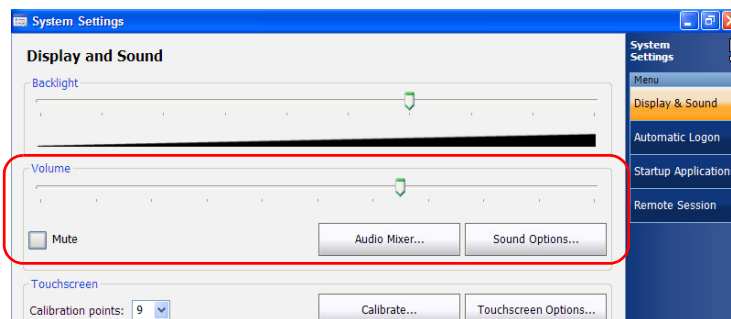 System Settings
Display and Sound
Backlight
Volume
Mute
Audio Mixer...
Sound Options...
Touchscreen
Calibration points: 9
Calibrate...
Touchscreen Options...
System
Settings
Menu
Display & Sound
Automatic Logon
Startup Application
Remote Session